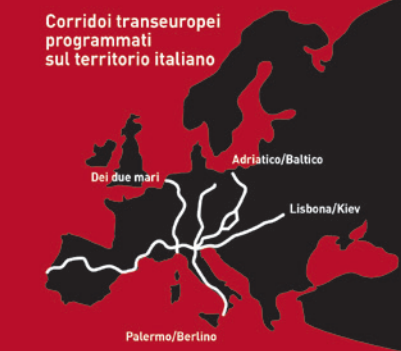 Corridoi transeuropei
programmati
sul territorio italiano
Adriatico/Baltico
Dei due mari
Lisbona/Kiev
Palermo/Berlino